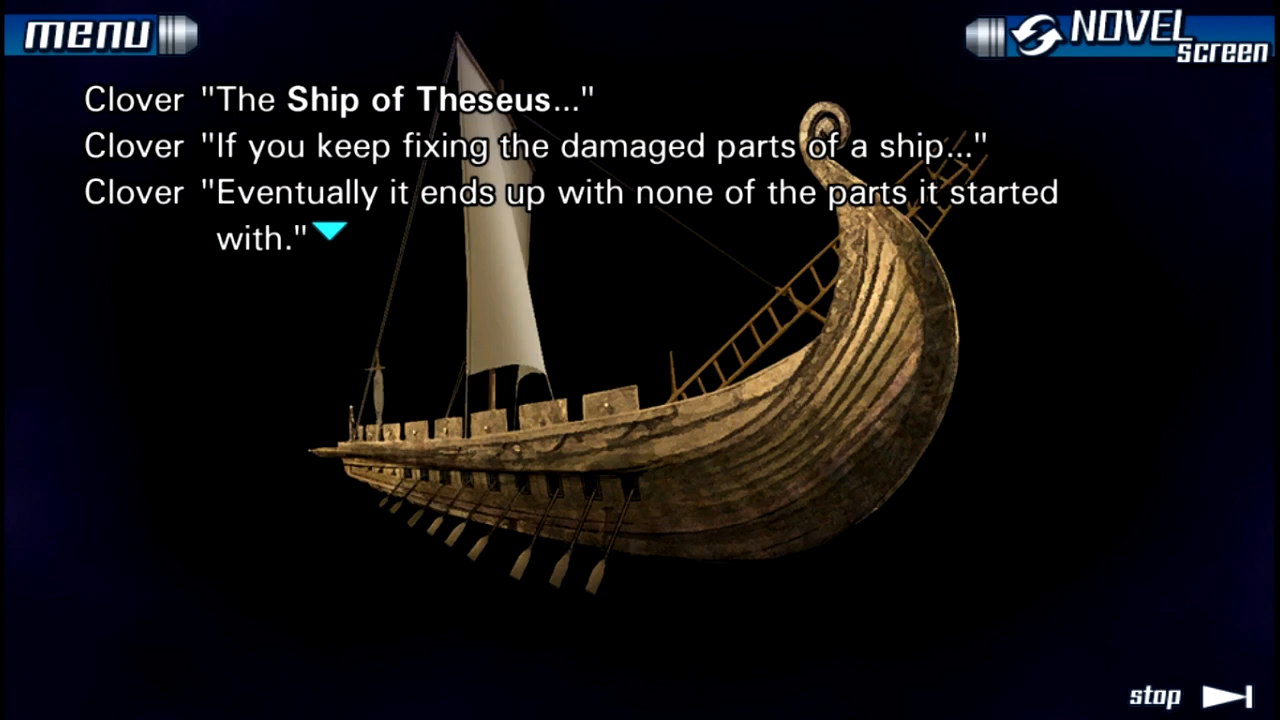 menu
NOVEL
screen
Clover "The Ship of Theseus..."
Clover "If you keep fixing the damaged parts of a ship..."
Clover "Eventually it ends up with none of the parts it started
with."
stop